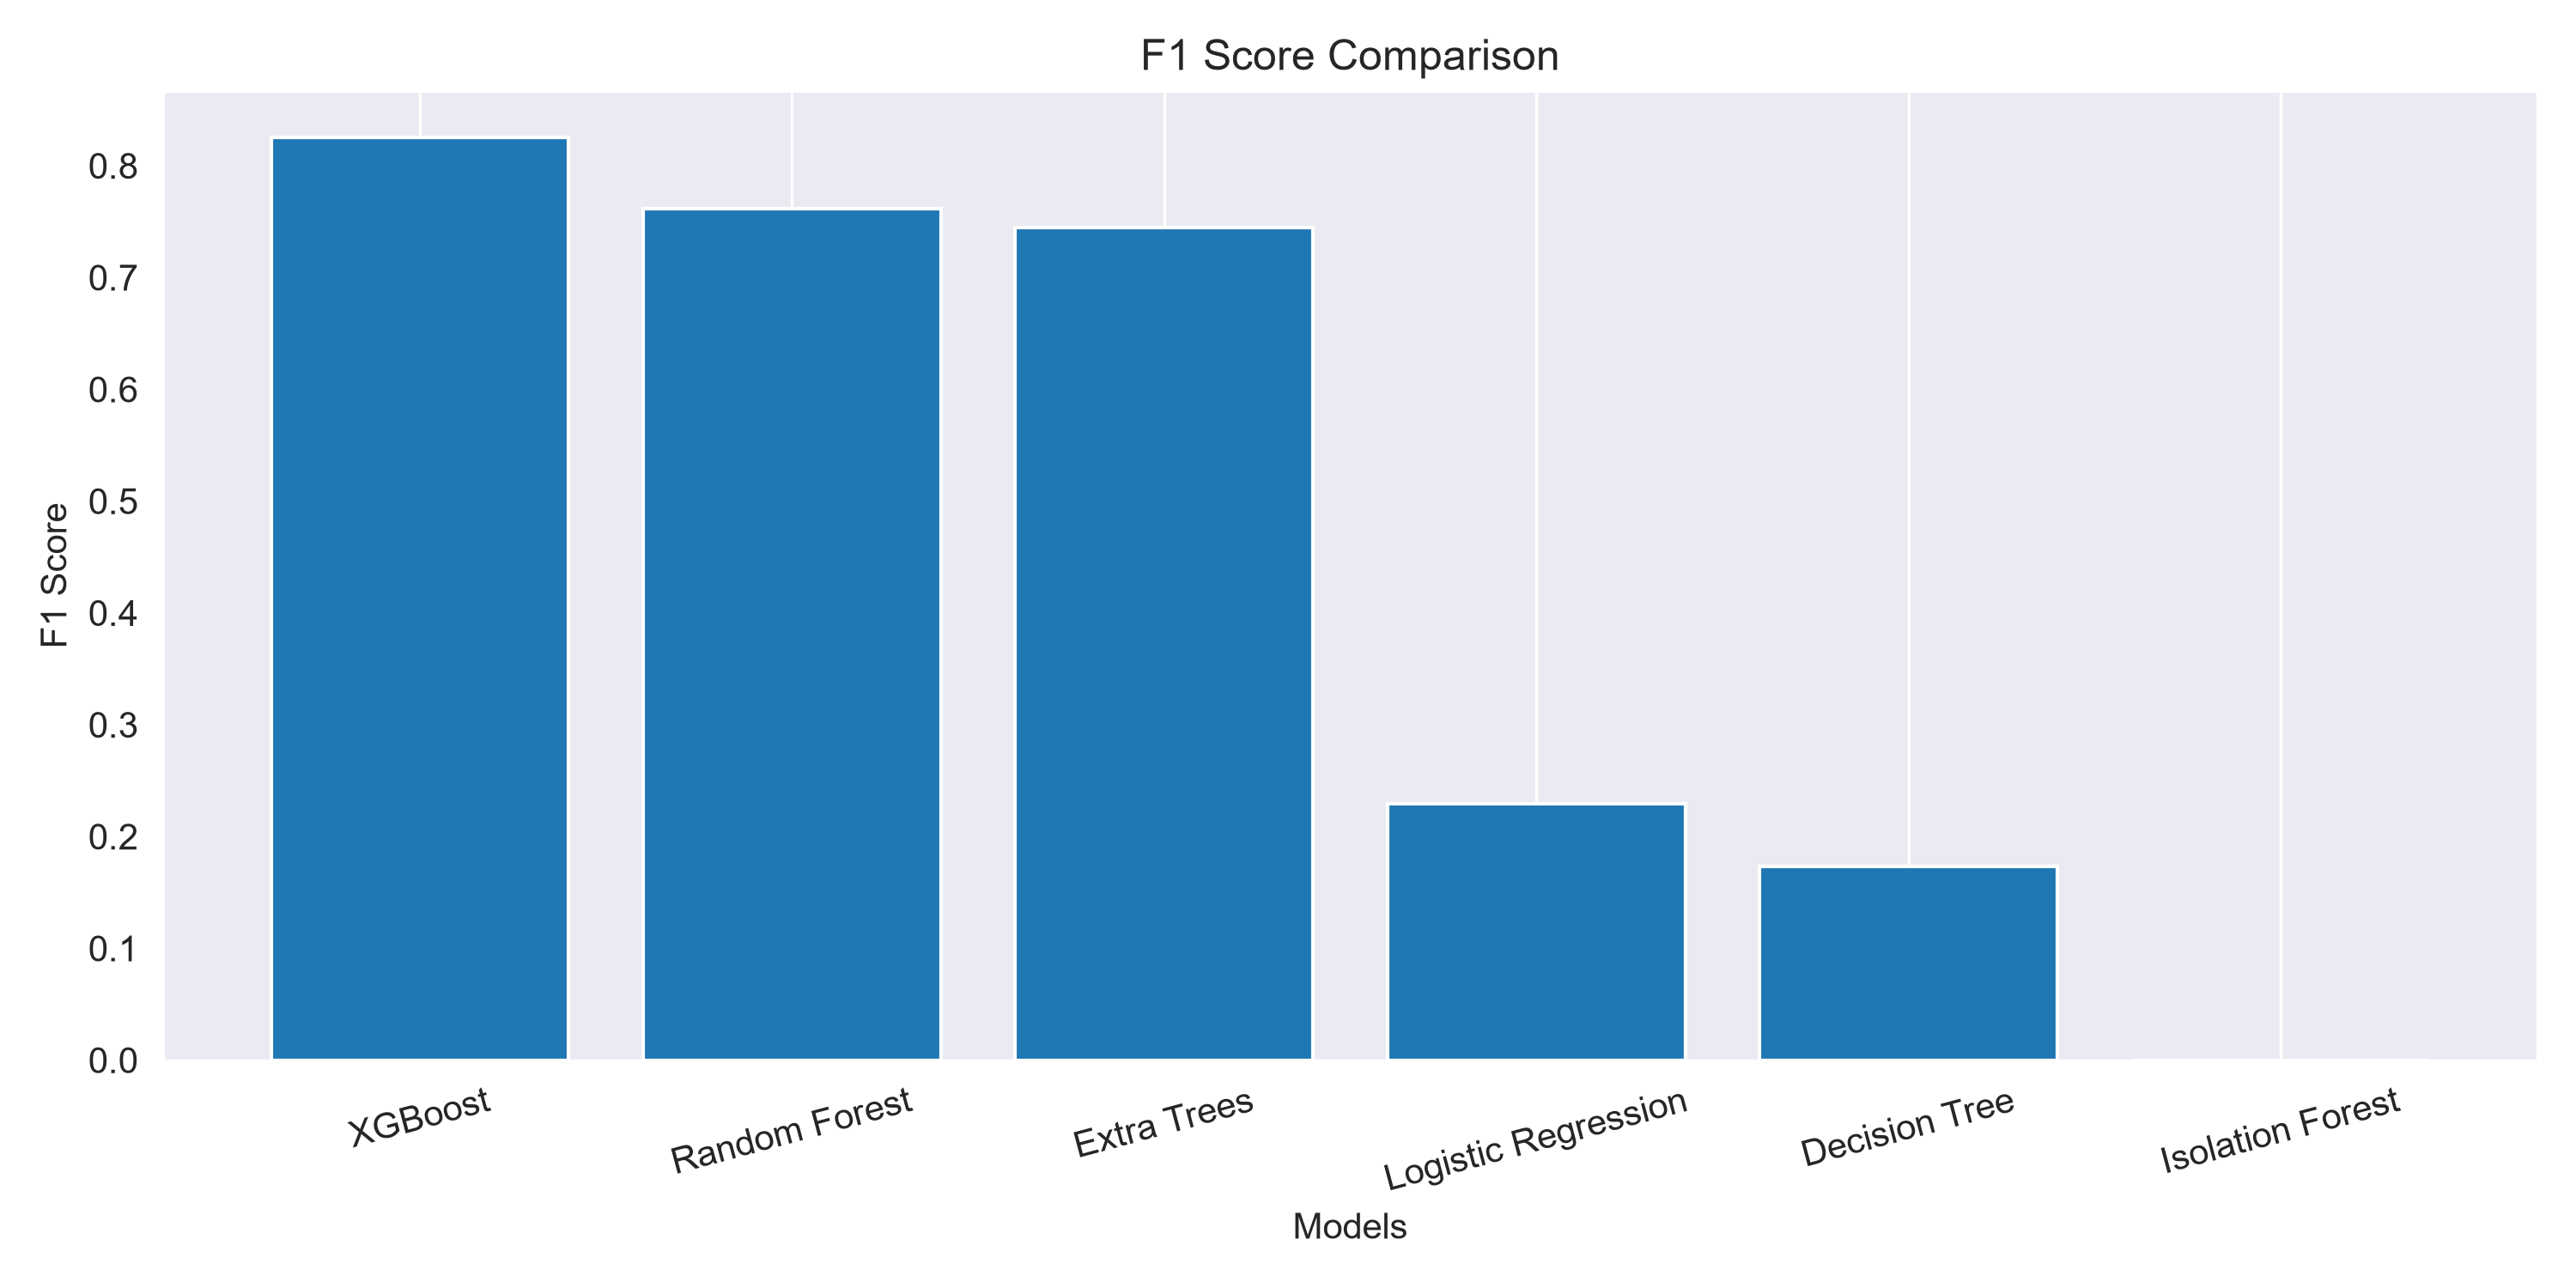 F1 Score Comparison
F1 Score
0.8
0.7
0.6
0.5
0.4
0.3
0.2
0.1
0.0
XGBoost
Random Forest
Extra Trees
Logistic Regression
Decision Tree
Isolation Forest
Models